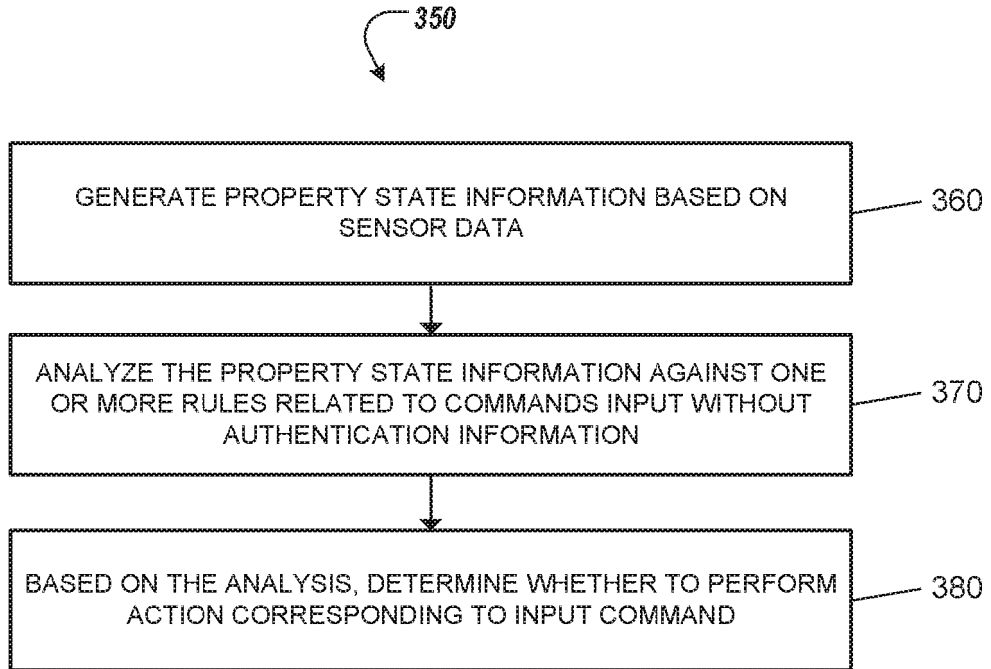 350
GENERATE PROPERTY STATE INFORMATION BASED ON
SENSOR DATA
360
ANALYZE THE PROPERTY STATE INFORMATION AGAINST ONE
OR MORE RULES RELATED TO COMMANDS INPUT WITHOUT
AUTHENTICATION INFORMATION
370
BASED ON THE ANALYSIS, DETERMINE WHETHER TO PERFORM
ACTION CORRESPONDING TO INPUT COMMAND
380